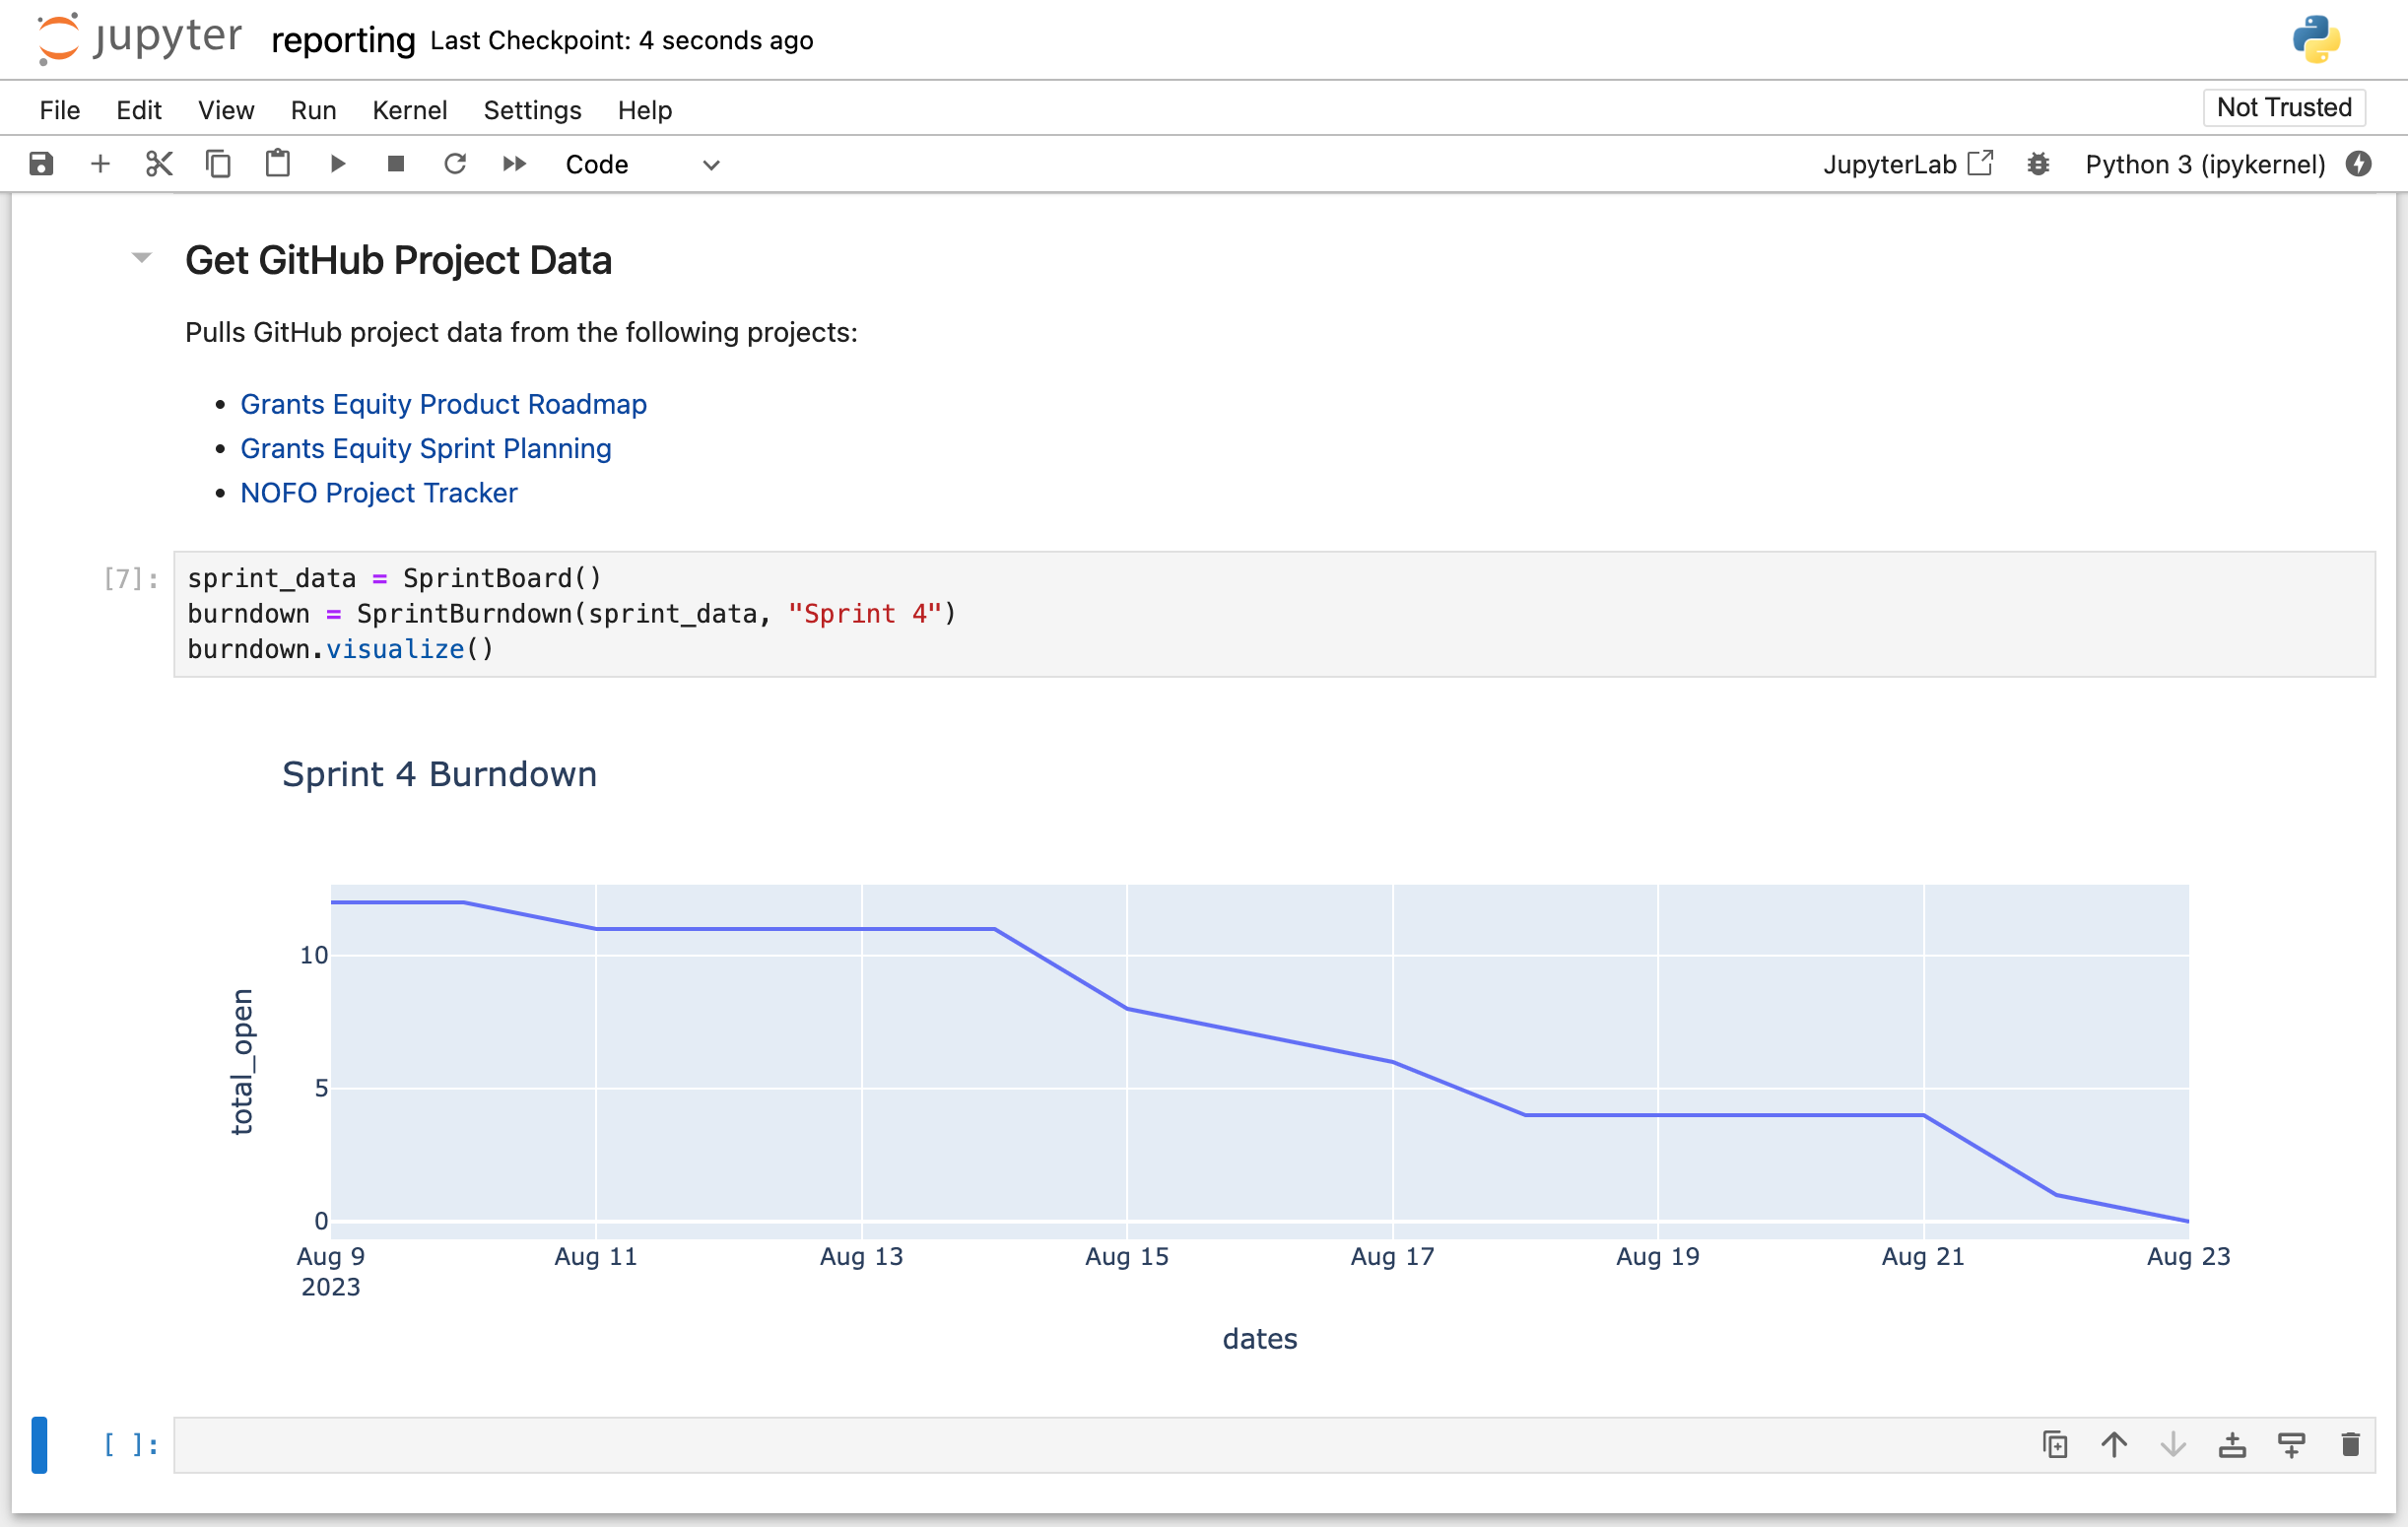 jupyter reporting Last Checkpoint: 4 seconds ago
File Edit View Run Kernel Settings Help Not Trusted
Code JupyterLab Python 3 (ipykernel)
Get GitHub Project Data
Pulls GitHub project data from the following projects:
• Grants Equity Product Roadmap
• Grants Equity Sprint Planning
• NOFO Project Tracker
[7]: sprint_data = SprintBoard()
burndown = SprintBurndown(sprint_data, "Sprint 4")
burndown.visualize()
Sprint 4 Burndown
10
5
0
total_open
Aug 9 Aug 11 Aug 13 Aug 15 Aug 17 Aug 19 Aug 21 Aug 23
2023
dates
[ ]: